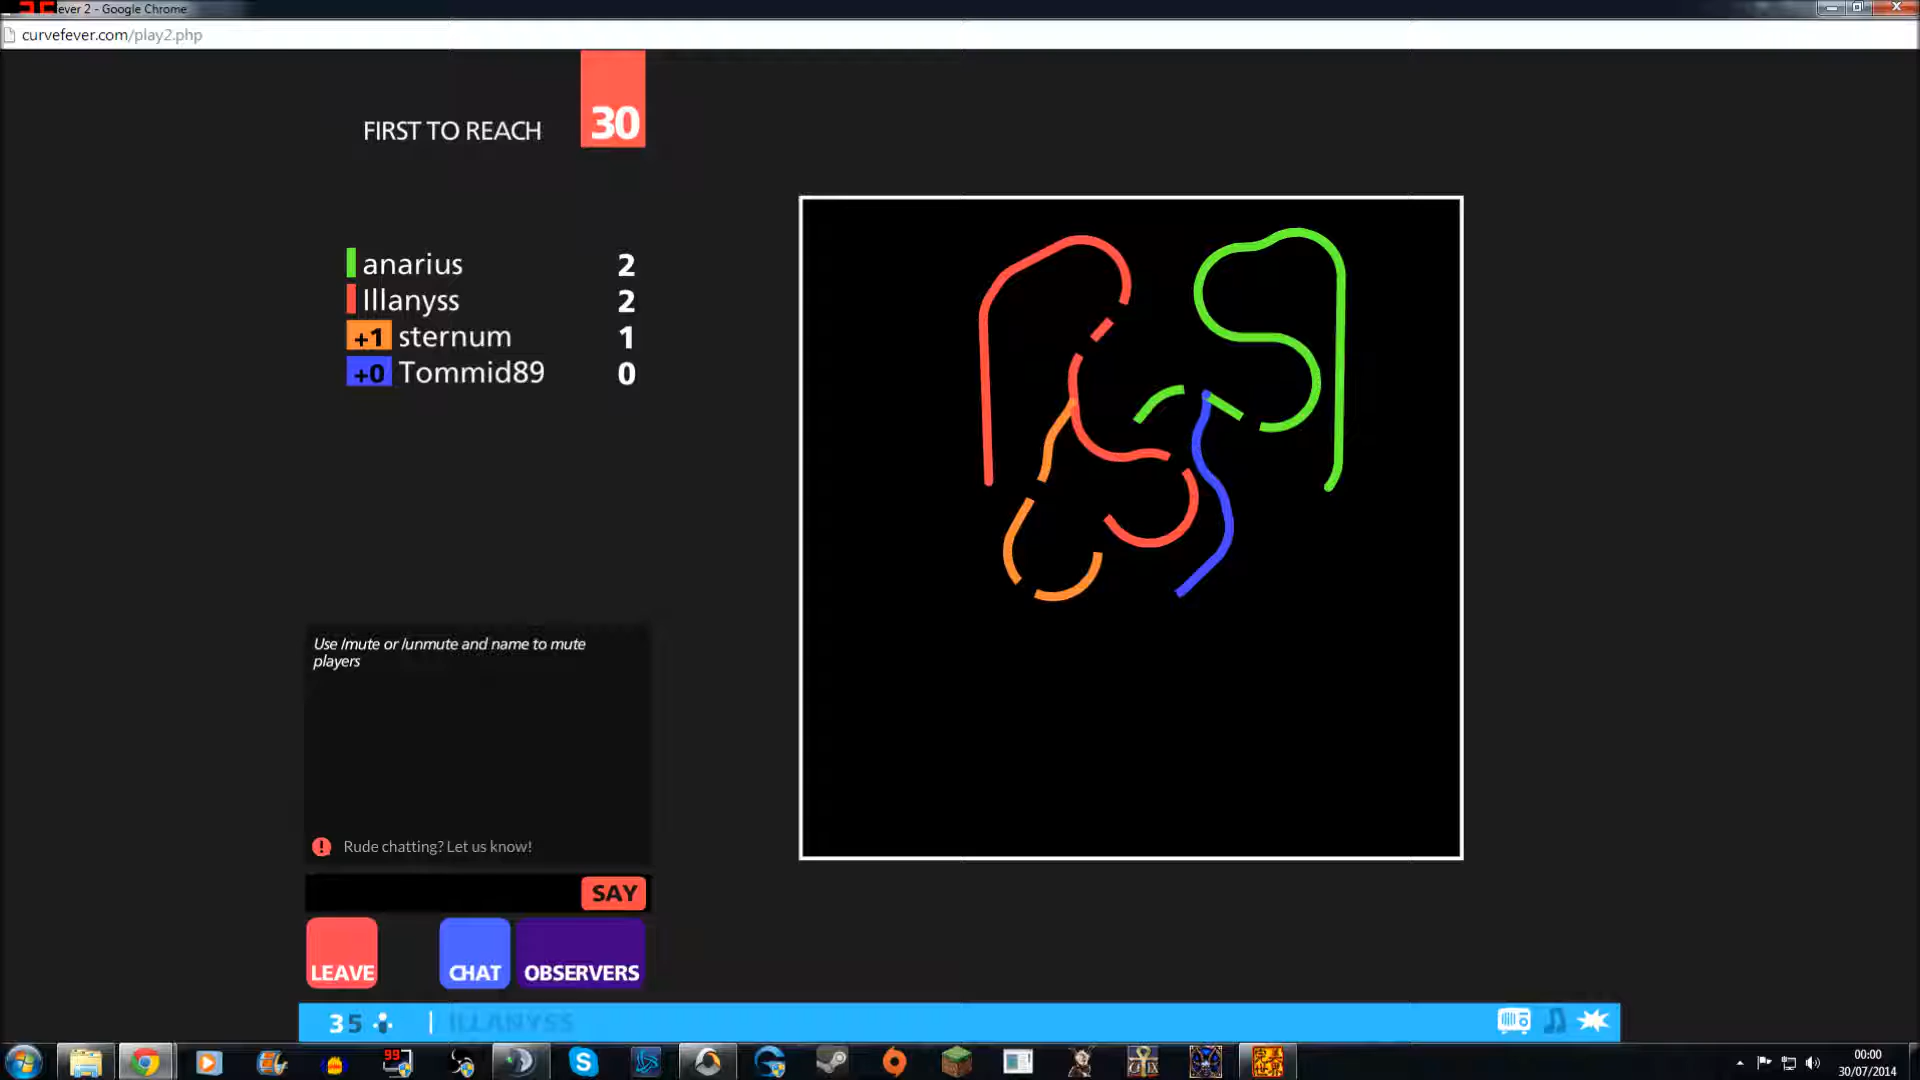 ever 2 - Google Chrome
curvefever.com/play2.php
FIRST TO REACH
30
anarius 2
Illanyss 2
+1 sternum 1
+0 Tommid89 0
Use /mute or /unmute and name to mute
players
Rude chatting? Let us know!
SAY
LEAVE
CHAT
OBSERVERS
35
ILLANYSS
99
00:00
30/07/2014